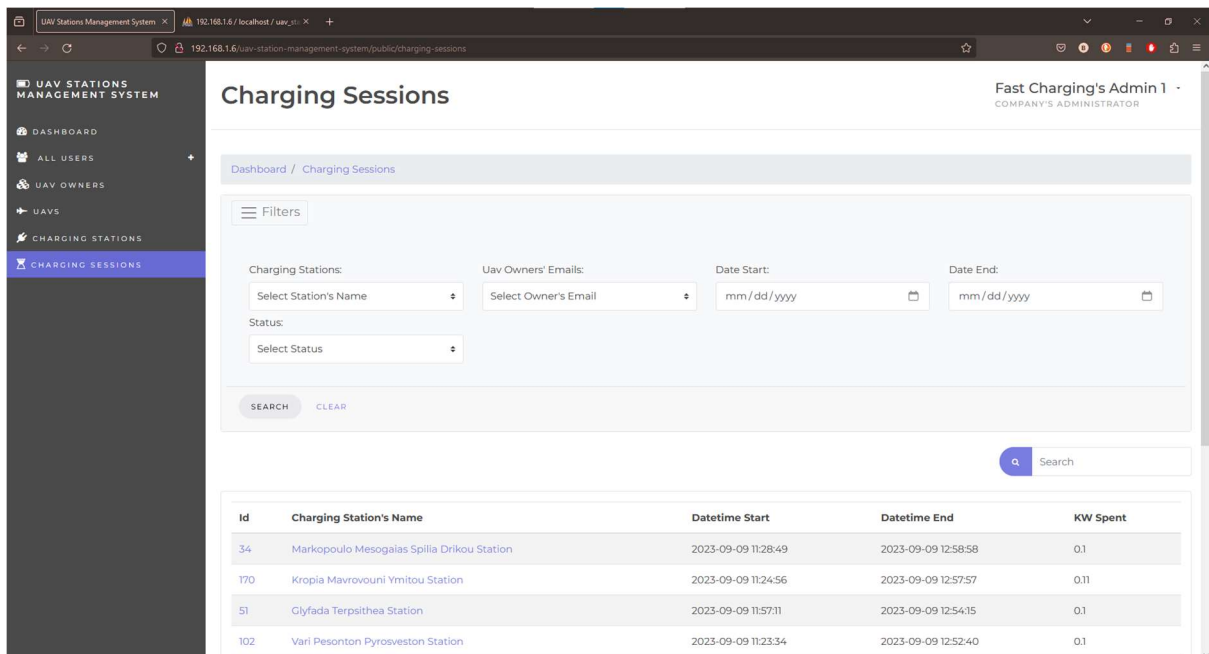 UAV Stations Management System
192.168.1.6 / localhost / uav_st
192.168.1.6/uav-station-management-system/public/charging-sessions
UAV STATIONS
MANAGEMENT SYSTEM
DASHBOARD
ALL USERS +
UAV OWNERS
UAVS
CHARGING STATIONS
CHARGING SESSIONS
Charging Sessions
Fast Charging's Admin 1
COMPANY'S ADMINISTRATOR
Dashboard / Charging Sessions
Filters
Charging Stations: Uav Owners' Emails: Date Start: Date End:
Select Station's Name Select Owner's Email mm/dd/yyyy mm/dd/yyyy
Status:
Select Status
SEARCH CLEAR
Search
Id Charging Station's Name Datetime Start Datetime End KW Spent
34 Markopoulo Mesogaias Spilia Drikou Station 2023-09-09 11:28:49 2023-09-09 12:58:58 0.1
170 Kropia Mavrovouni Ymitou Station 2023-09-09 11:24:56 2023-09-09 12:57:57 0.11
51 Glyfada Terpsithea Station 2023-09-09 11:57:11 2023-09-09 12:54:15 0.1
102 Vari Pesonton Pyrosveston Station 2023-09-09 11:23:34 2023-09-09 12:52:40 0.1